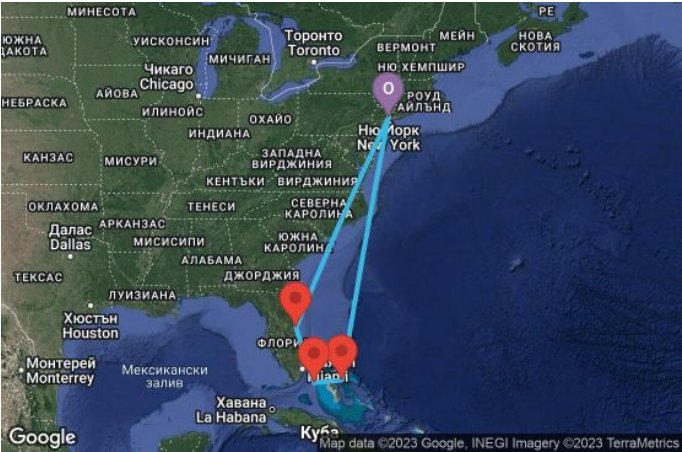 МИНЕСОТА
РЕ
ЮЖНА
ДАКОТА
УИСКОНСИН
МИЧИГАН
Торонто
Toronto
МЕЙН
ВЕРМОНТ
НОВА
СКОТИЯ
НЮ ХЕМПШИР
Чикаго
Chicago
О
НЕБРАСКА
АЙОВА
РОУД
АЙЛЪНД
ИЛИНОЙС
ОХАЙО
ИНДИАНА
Ню Йорк
New York
КАНЗАС
МИСУРИ
ЗАПАДНА
ВИРДЖИНИЯ
КЕНТЪКИ
ВИРДЖИНИЯ
ОКЛАХОМА
ТЕНЕСИ
СЕВЕРНА
КАРОЛИНА
АРКАНЗАС
Далас
Dallas
МИСИСИПИ
ЮЖНА
КАРОЛИНА
АЛАБАМА
ТЕКСАС
ДЖОРДЖИЯ
ЛУИЗИАНА
Хюстън
Houston
ФЛОРИ
Монтерей
Monterrey
Мексикански
залив
Miami
Хавана
La Habana
Куба
Google
Map data ©2023 Google, INEGI Imagery ©2023 TerraMetrics